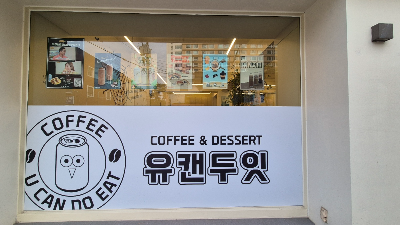 COFFEE
U CAN DO EAT
COFFEE & DESSERT
유캔두잇